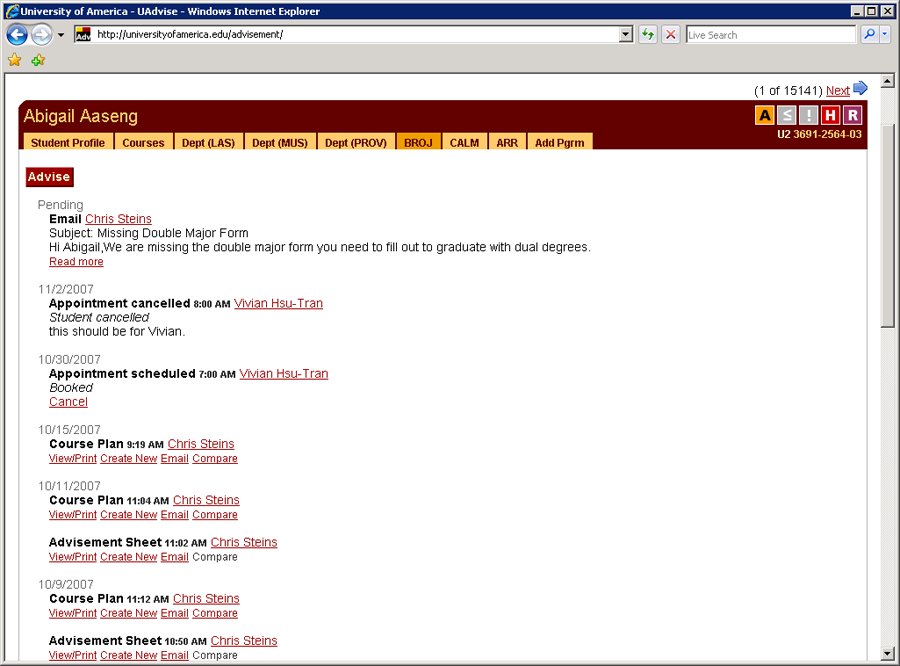 University of America - UAdvise - Windows Internet Explorer
Adv http://universityofamerica.edu/advisement/ Live Search
(1 of 15141) Next
Abigail Aaseng A ≤ ! H R
U2 3691-2564-03
Student Profile Courses Dept (LAS) Dept (MUS) Dept (PROV) BROJ CALM ARR Add Pgrm
Advise
Pending
Email Chris Steins
Subject: Missing Double Major Form
Hi Abigail,We are missing the double major form you need to fill out to graduate with dual degrees.
Read more
11/2/2007
Appointment cancelled 8:00 AM Vivian Hsu-Tran
Student cancelled
this should be for Vivian.
10/30/2007
Appointment scheduled 7:00 AM Vivian Hsu-Tran
Booked
Cancel
10/15/2007
Course Plan 9:19 AM Chris Steins
View/Print Create New Email Compare
10/11/2007
Course Plan 11:04 AM Chris Steins
View/Print Create New Email Compare
Advisement Sheet 11:02 AM Chris Steins
View/Print Create New Email Compare
10/9/2007
Course Plan 11:12 AM Chris Steins
View/Print Create New Email Compare
Advisement Sheet 10:50 AM Chris Steins
View/Print Create New Email Compare